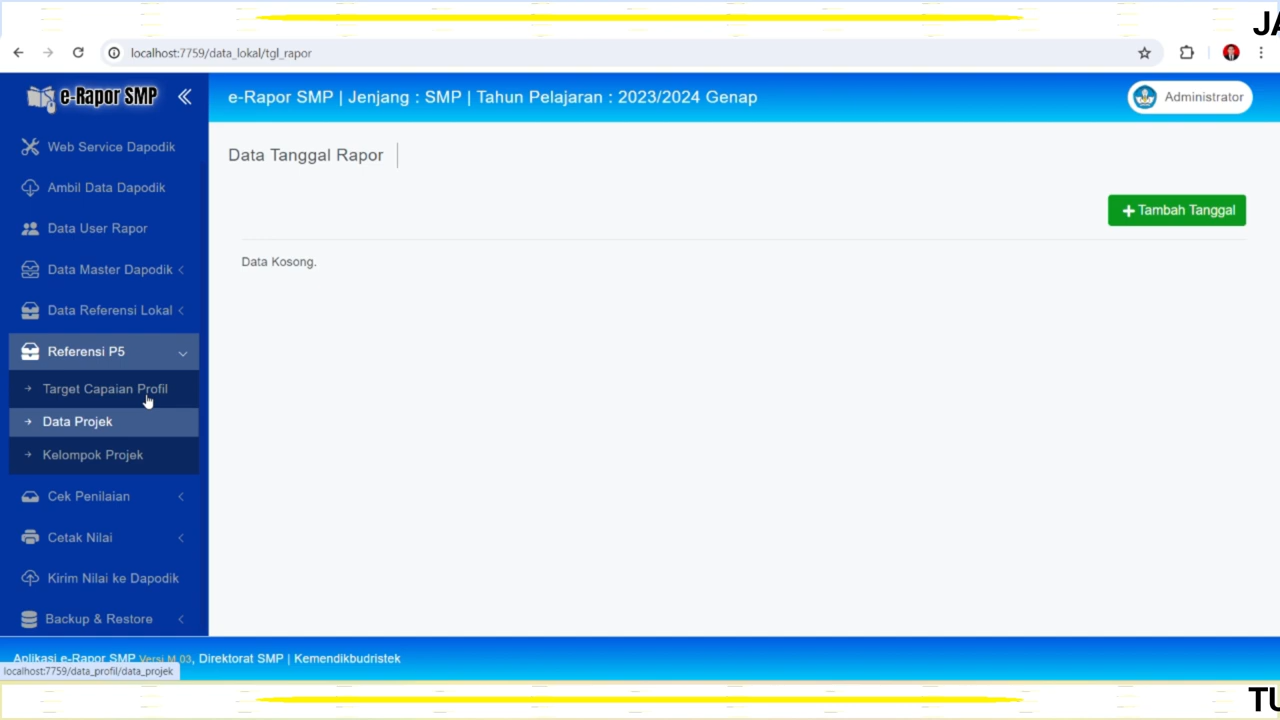 JA
localhost:7759/data_lokal/tgl_rapor
e-Rapor SMP
e-Rapor SMP | Jenjang : SMP | Tahun Pelajaran : 2023/2024 Genap
Administrator
Web Service Dapodik
Ambil Data Dapodik
Data User Rapor
Data Master Dapodik
Data Referensi Lokal
Referensi P5
Target Capaian Profil
Data Projek
Kelompok Projek
Cek Penilaian
Cetak Nilai
Kirim Nilai ke Dapodik
Backup & Restore
Data Tanggal Rapor
Tambah Tanggal
Data Kosong.
Aplikasi e-Rapor SMP Versi M.03, Direktorat SMP | Kemendikbudristek
localhost:7759/data_profil/data_projek
TU